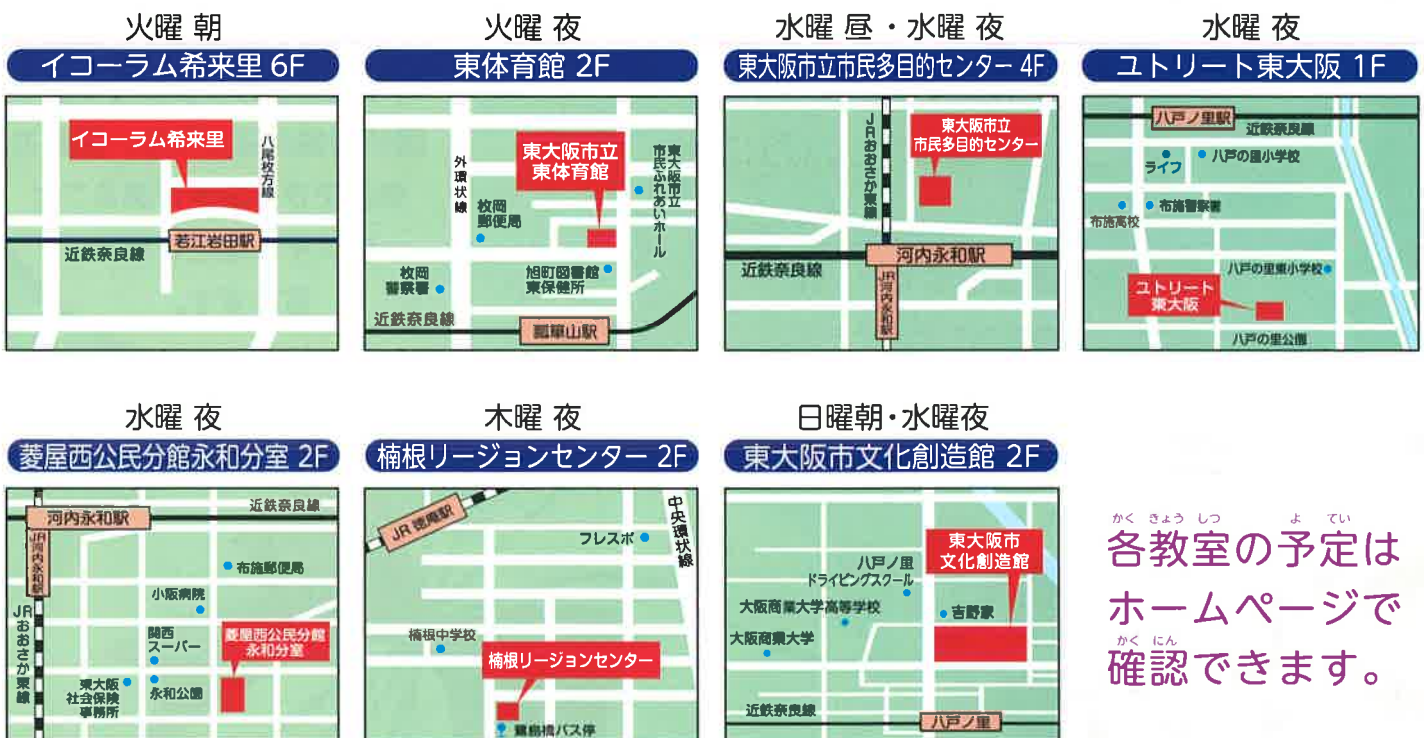 火曜 朝
イコーラム希来里 6F
イコーラム希来里
八尾枚方線
若江岩田駅
近鉄奈良線
火曜 夜
東体育館 2F
東大阪市立
東体育館
外環状線
東大阪市立
市民ふれあいホール
枚岡
郵便局
枚岡
警察署
旭町図書館
東保健所
近鉄奈良線
瓢箪山駅
水曜 昼・水曜 夜
東大阪市立市民多目的センター 4F
JRおおさか東線
東大阪市立
市民多目的センター
河内永和駅
近鉄奈良線
JR河内永和駅
水曜 夜
ユトリート東大阪 1F
八戸ノ里駅
近鉄奈良線
ライフ
八戸の里小学校
布施高校
布施警察署
八戸の里東小学校
ユトリート
東大阪
八戸の里公園
水曜 夜
菱屋西公民分館永和分室 2F
近鉄奈良線
河内永和駅
JR河内永和駅
布施郵便局
小阪病院
JRおおさか東線
関西
スーパー
菱屋西公民分館
永和分室
東大阪
社会保険
事務所
永和公園
木曜 夜
楠根リージョンセンター 2F
JR 徳庵駅
中央環状線
フレスポ
楠根中学校
楠根リージョンセンター
鴻島橋バス停
日曜朝・水曜夜
東大阪市文化創造館 2F
東大阪市
文化創造館
八戸ノ里
ドライビングスクール
大阪商業大学高等学校
吉野家
大阪商業大学
近鉄奈良線
八戸ノ里
かく きょう しつ よ てい
各教室の予定は
ホームページで
かく にん
確認できます。